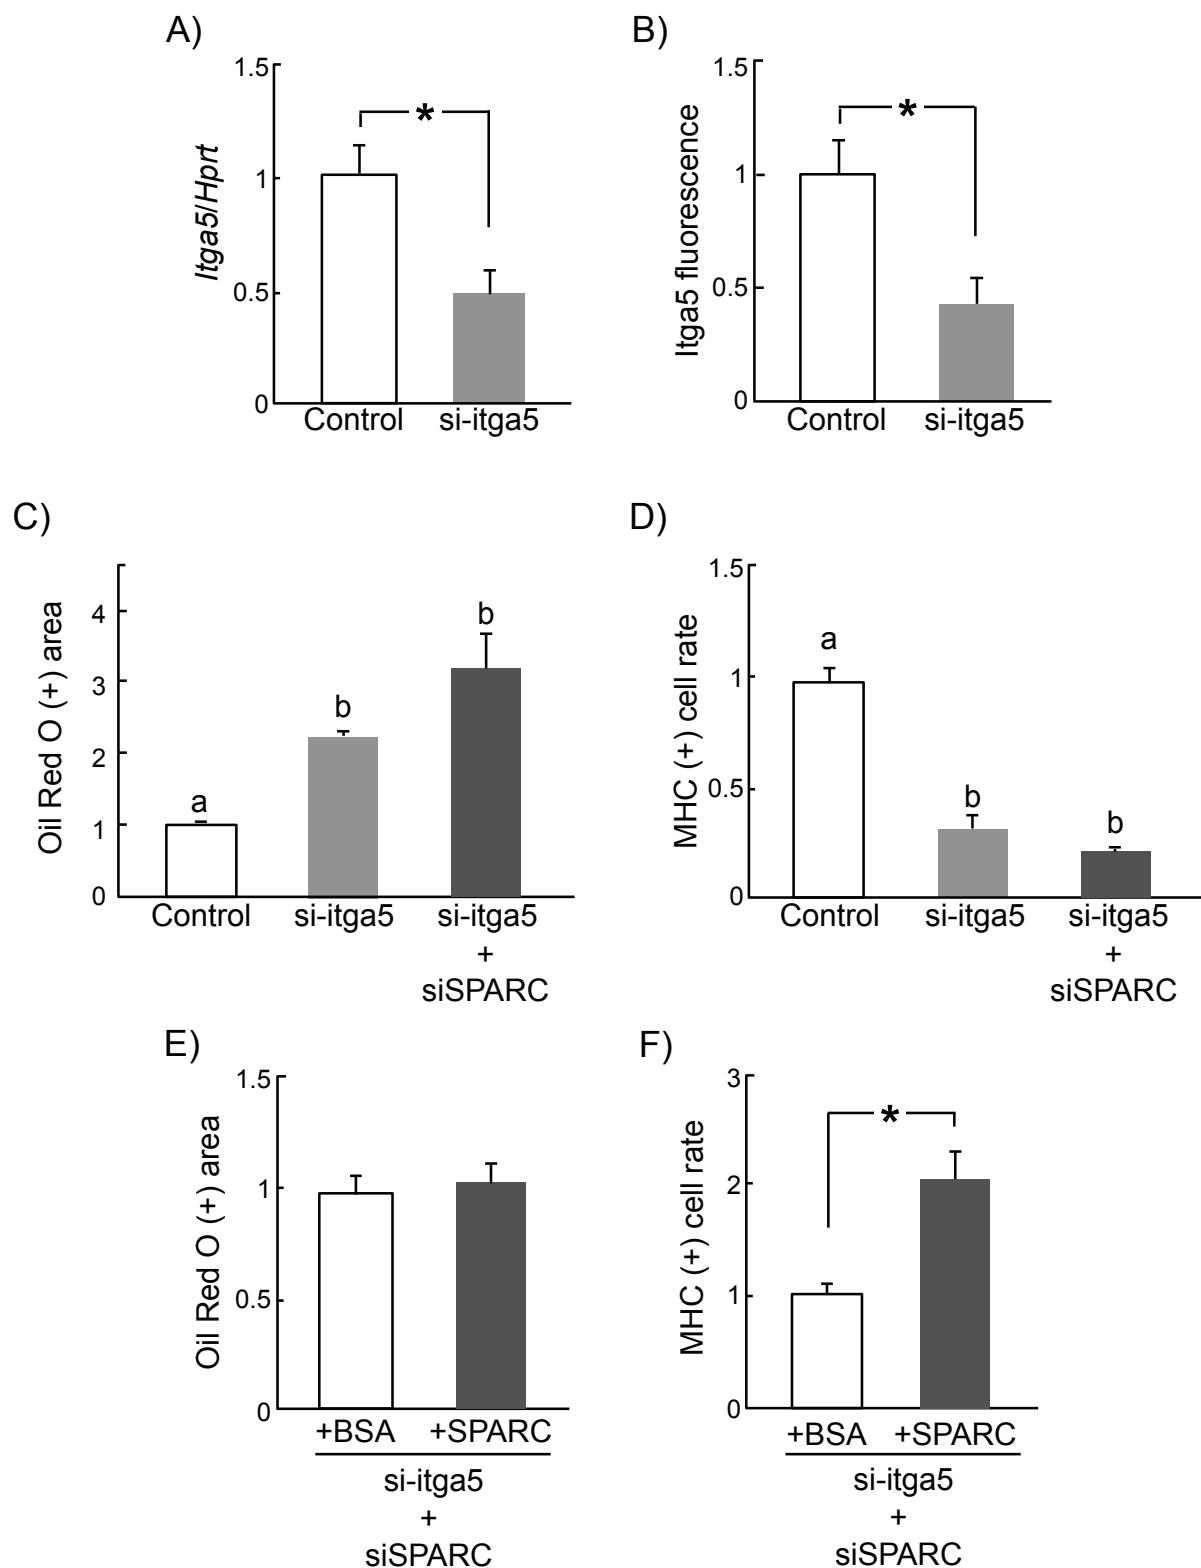 A)
1.5
1
0.5
0
Itga5/Hprt
*
Control
si-itga5
B)
1.5
1
0.5
0
Itga5 fluorescence
*
Control
si-itga5
C)
4
3
2
1
0
Oil Red O (+) area
a
b
b
Control
si-itga5
si-itga5
+
siSPARC
D)
1.5
1
0.5
0
MHC (+) cell rate
a
b
b
Control
si-itga5
si-itga5
+
siSPARC
E)
1.5
1
0.5
0
Oil Red O (+) area
+BSA
+SPARC
si-itga5
+
siSPARC
F)
3
2
1
0
MHC (+) cell rate
*
+BSA
+SPARC
si-itga5
+
siSPARC